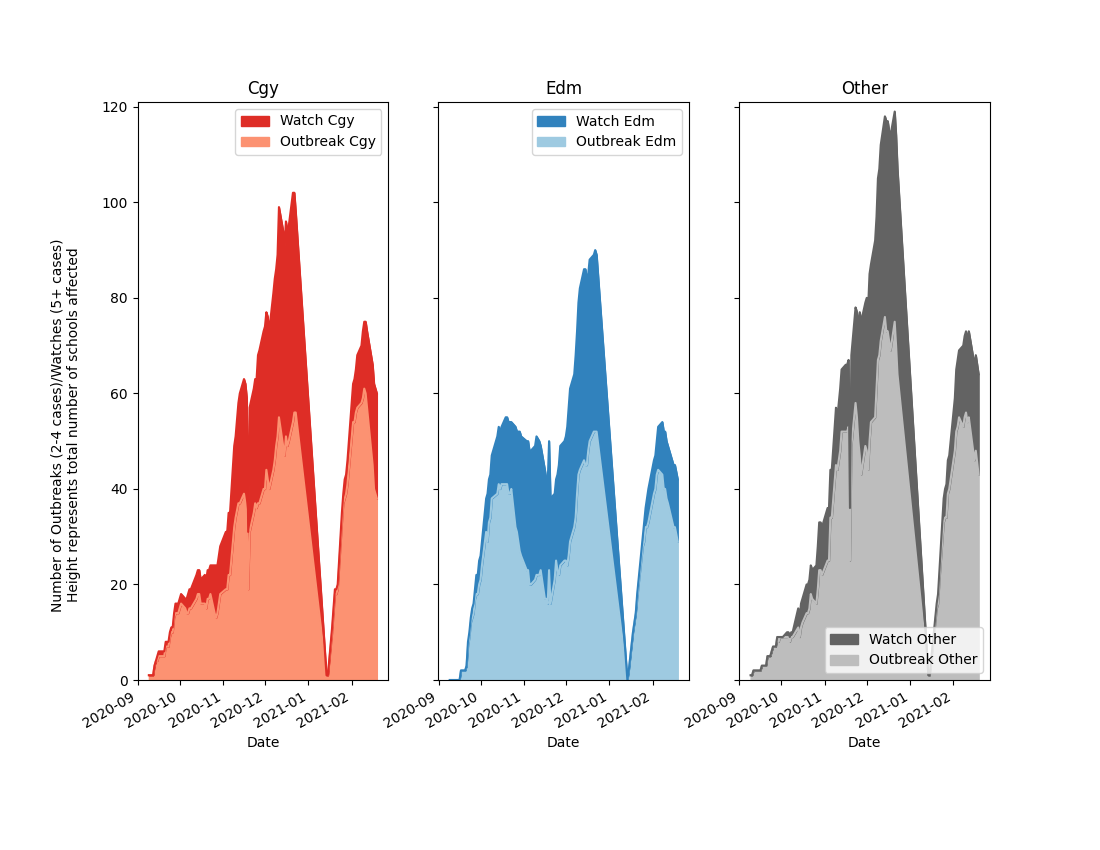 Cgy
Edm
Other
Number of Outbreaks (2-4 cases)/Watches (5+ cases)
Height represents total number of schools affected
120
100
80
60
40
20
0
Watch Cgy
Outbreak Cgy
Watch Edm
Outbreak Edm
Watch Other
Outbreak Other
2020-09
2020-10
2020-11
2020-12
2021-01
2021-02
2020-09
2020-10
2020-11
2020-12
2021-01
2021-02
2020-09
2020-10
2020-11
2020-12
2021-01
2021-02
Date
Date
Date